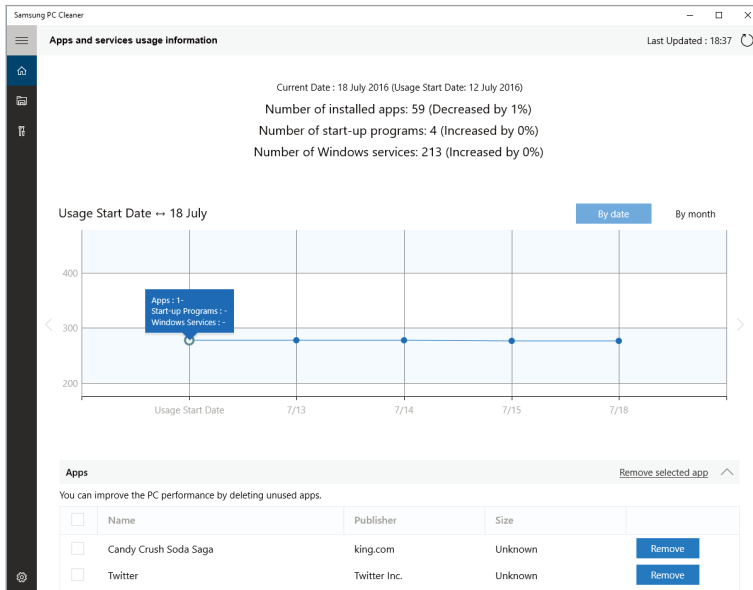 Samsung PC Cleaner
Apps and services usage information
Last Updated : 18:37
Current Date : 18 July 2016 (Usage Start Date: 12 July 2016)
Number of installed apps: 59 (Decreased by 1%)
Number of start-up programs: 4 (Increased by 0%)
Number of Windows services: 213 (Increased by 0%)
Usage Start Date ↔ 18 July
By date
By month
400
Apps : 1-
Start-up Programs : -
Windows Services : -
300
200
Usage Start Date
7/13
7/14
7/15
7/18
Apps
Remove selected app
You can improve the PC performance by deleting unused apps.
Name
Publisher
Size
Candy Crush Soda Saga
king.com
Unknown
Remove
Twitter
Twitter Inc.
Unknown
Remove